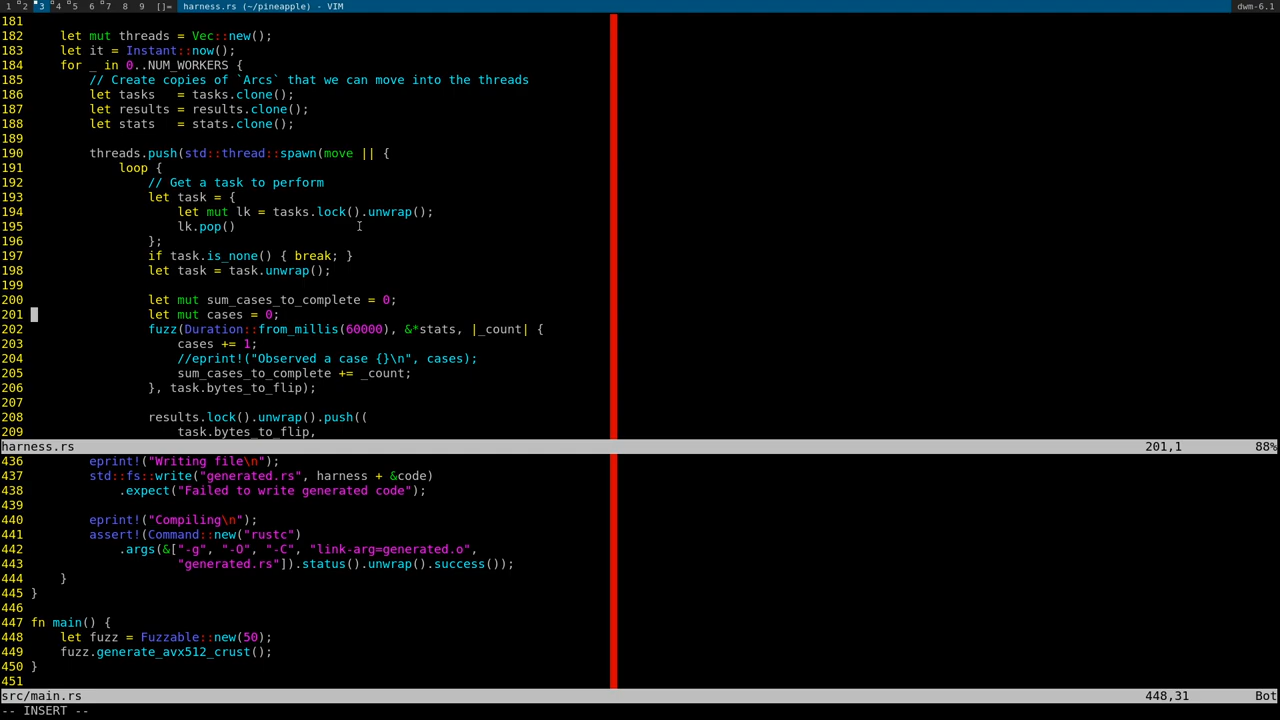 1 2 3 4 5 6 7 8 9 []= harness.rs (~/pineapple) - VIM dwm-6.1
181
182     let mut threads = Vec::new();
183     let it = Instant::now();
184     for _ in 0..NUM_WORKERS {
185         // Create copies of `Arcs` that we can move into the threads
186         let tasks   = tasks.clone();
187         let results = results.clone();
188         let stats   = stats.clone();
189
190         threads.push(std::thread::spawn(move || {
191             loop {
192                 // Get a task to perform
193                 let task = {
194                     let mut lk = tasks.lock().unwrap();
195                     lk.pop()
196                 };
197                 if task.is_none() { break; }
198                 let task = task.unwrap();
199
200                 let mut sum_cases_to_complete = 0;
201                 let mut cases = 0;
202                 fuzz(Duration::from_millis(60000), &*stats, |_count| {
203                     cases += 1;
204                     //eprint!("Observed a case {}\n", cases);
205                     sum_cases_to_complete += _count;
206                 }, task.bytes_to_flip);
207
208                 results.lock().unwrap().push((
209                     task.bytes_to_flip,
harness.rs 201,1 88%
436         eprint!("Writing file\n");
437         std::fs::write("generated.rs", harness + &code)
438             .expect("Failed to write generated code");
439
440         eprint!("Compiling\n");
441         assert!(Command::new("rustc")
442             .args(&["-g", "-O", "-C", "link-arg=generated.o",
443                     "generated.rs"]).status().unwrap().success());
444     }
445 }
446
447 fn main() {
448     let fuzz = Fuzzable::new(50);
449     fuzz.generate_avx512_crust();
450 }
451
src/main.rs 448,31 Bot
-- INSERT --